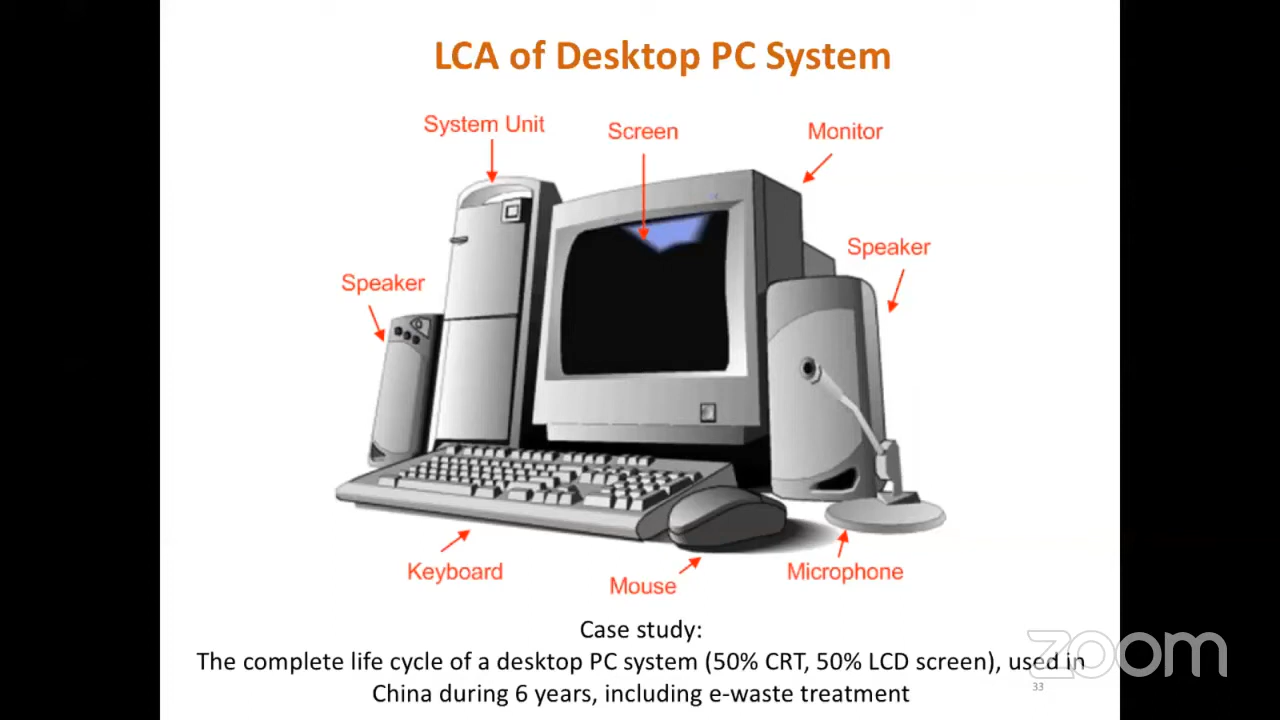 LCA of Desktop PC System
System Unit
Screen
Monitor
Speaker
Speaker
Keyboard
Mouse
Microphone
Case study:
The complete life cycle of a desktop PC system (50% CRT, 50% LCD screen), used in
China during 6 years, including e-waste treatment
zoom
33